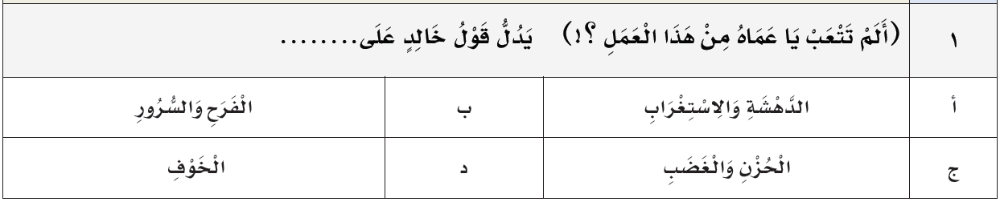 ١ (أَلَمْ تَتْعَبْ يَا عَمَاهُ مِنْ هَذَا الْعَمَلِ ؟!) يَدُلُّ قَوْلُ خَالِدٍ عَلَى........
أ الدَّهْشَةِ وَالِاسْتِغْرَابِ ب الْفَرَحِ وَالسُّرُورِ
ج الْحُزْنِ وَالْغَضَبِ د الْخَوْفِ